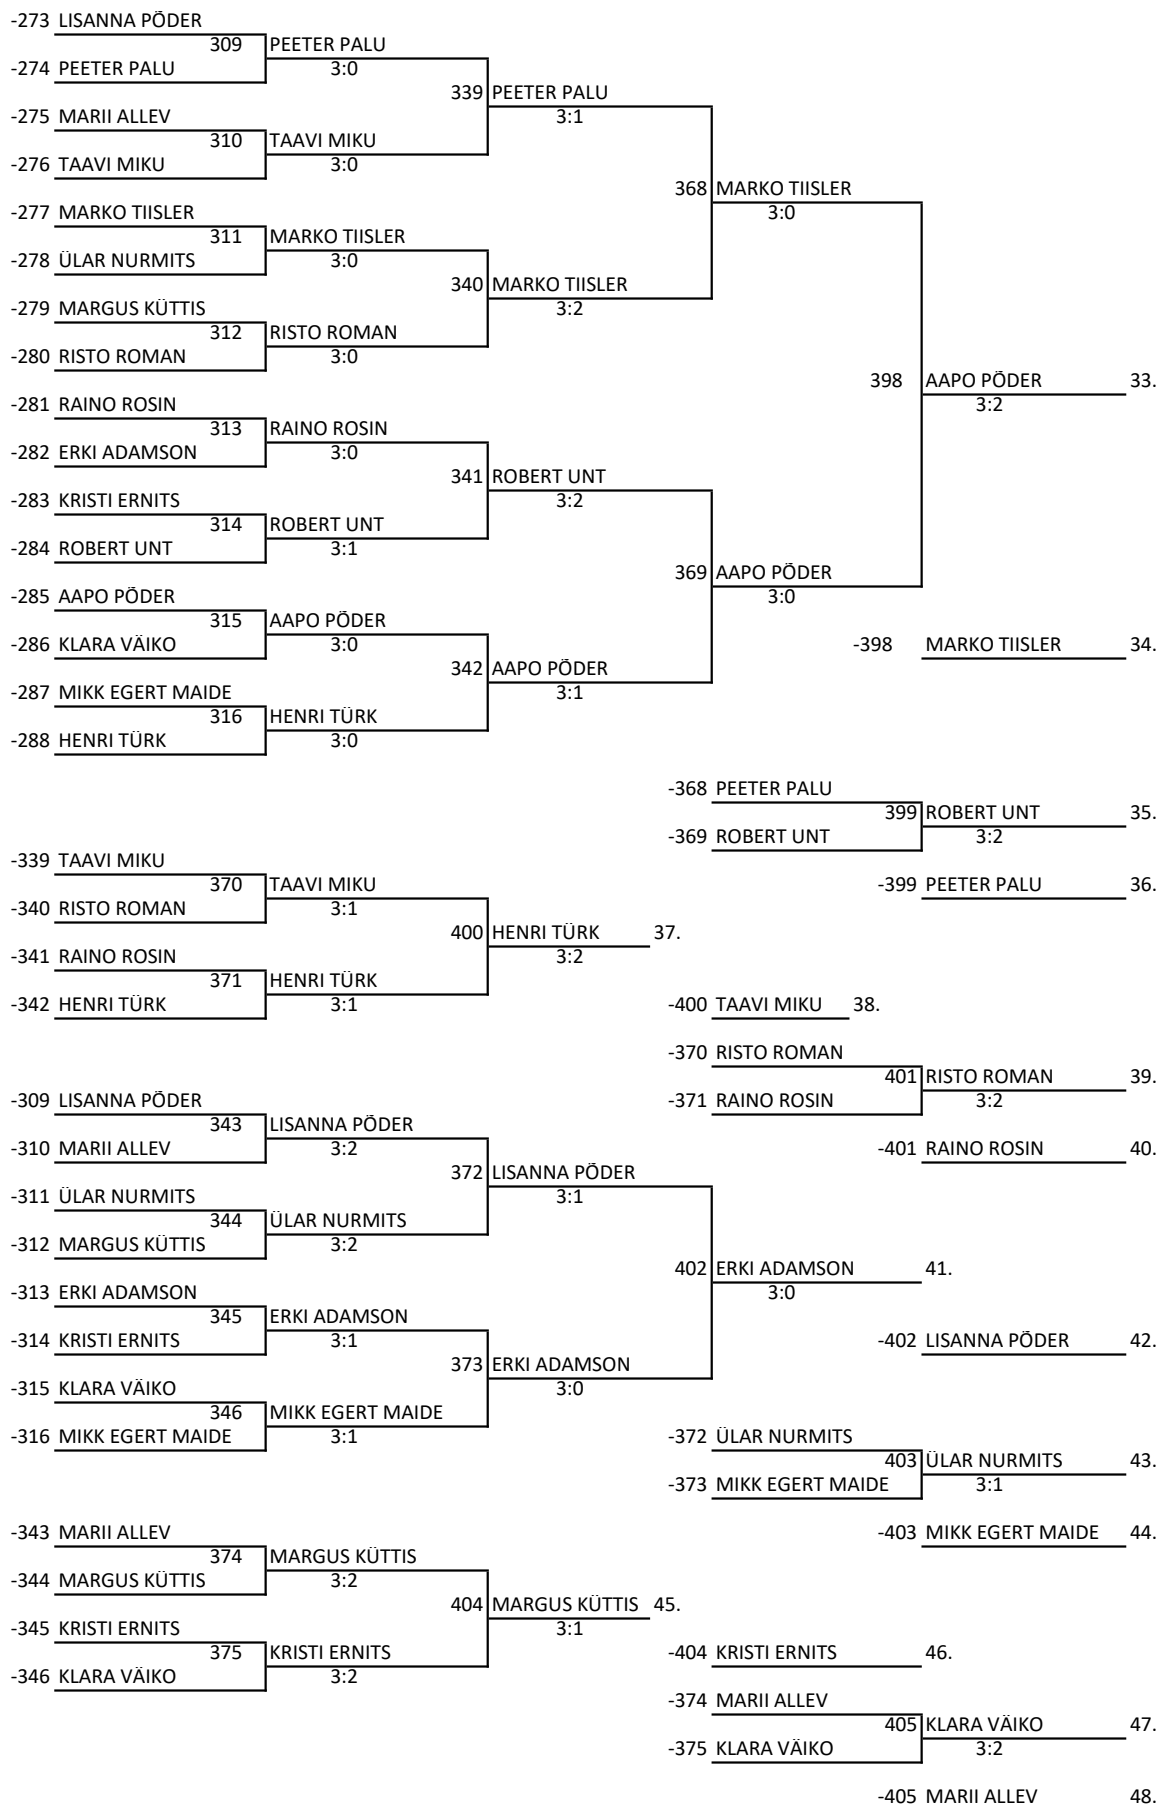 -273 LISANNA PÕDER
309 PEETER PALU
-274 PEETER PALU 3:0
339 PEETER PALU
-275 MARII ALLEV 3:1
310 TAAVI MIKU
-276 TAAVI MIKU 3:0
368 MARKO TIISLER
-277 MARKO TIISLER 3:0
311 MARKO TIISLER
-278 ÜLAR NURMITS 3:0
340 MARKO TIISLER
-279 MARGUS KÜTTIS 3:2
312 RISTO ROMAN
-280 RISTO ROMAN 3:0
398 AAPO PÕDER 33.
-281 RAINO ROSIN 3:2
313 RAINO ROSIN
-282 ERKI ADAMSON 3:0
341 ROBERT UNT
-283 KRISTI ERNITS 3:2
314 ROBERT UNT
-284 ROBERT UNT 3:1
369 AAPO PÕDER
-285 AAPO PÕDER 3:0
315 AAPO PÕDER
-286 KLARA VÄIKO 3:0 -398 MARKO TIISLER 34.
342 AAPO PÕDER
-287 MIKK EGERT MAIDE 3:1
316 HENRI TÜRK
-288 HENRI TÜRK 3:0
-368 PEETER PALU
399 ROBERT UNT 35.
-369 ROBERT UNT 3:2
-339 TAAVI MIKU
370 TAAVI MIKU -399 PEETER PALU 36.
-340 RISTO ROMAN 3:1
400 HENRI TÜRK 37.
-341 RAINO ROSIN 3:2
371 HENRI TÜRK
-342 HENRI TÜRK 3:1 -400 TAAVI MIKU 38.
-370 RISTO ROMAN
401 RISTO ROMAN 39.
-309 LISANNA PÕDER -371 RAINO ROSIN 3:2
343 LISANNA PÕDER
-310 MARII ALLEV 3:2 -401 RAINO ROSIN 40.
372 LISANNA PÕDER
-311 ÜLAR NURMITS 3:1
344 ÜLAR NURMITS
-312 MARGUS KÜTTIS 3:2
402 ERKI ADAMSON 41.
-313 ERKI ADAMSON 3:0
345 ERKI ADAMSON
-314 KRISTI ERNITS 3:1 -402 LISANNA PÕDER 42.
373 ERKI ADAMSON
-315 KLARA VÄIKO 3:0
346 MIKK EGERT MAIDE
-316 MIKK EGERT MAIDE 3:1 -372 ÜLAR NURMITS
403 ÜLAR NURMITS 43.
-373 MIKK EGERT MAIDE 3:1
-343 MARII ALLEV -403 MIKK EGERT MAIDE 44.
374 MARGUS KÜTTIS
-344 MARGUS KÜTTIS 3:2
404 MARGUS KÜTTIS 45.
-345 KRISTI ERNITS 3:1
375 KRISTI ERNITS -404 KRISTI ERNITS 46.
-346 KLARA VÄIKO 3:2
-374 MARII ALLEV
405 KLARA VÄIKO 47.
-375 KLARA VÄIKO 3:2
-405 MARII ALLEV 48.